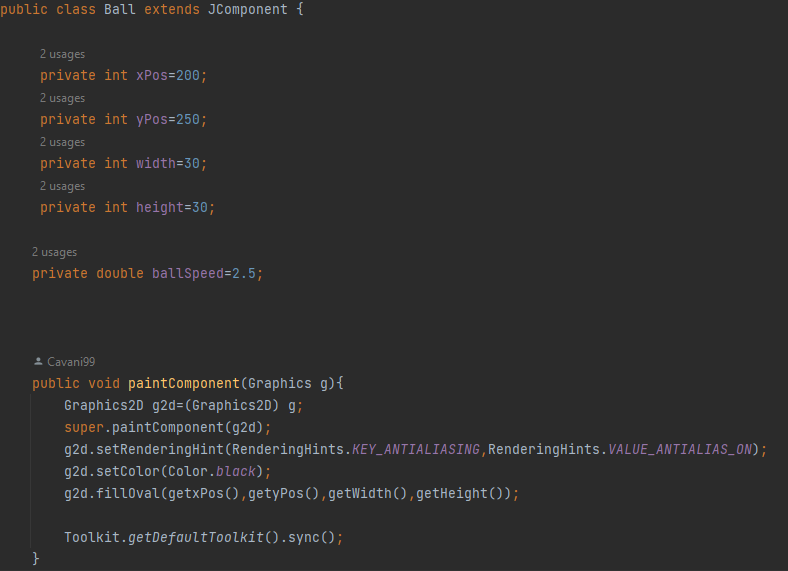 public class Ball extends JComponent {
2 usages
private int xPos=200;
2 usages
private int yPos=250;
2 usages
private int width=30;
2 usages
private int height=30;
2 usages
private double ballSpeed=2.5;
Cavani99
public void paintComponent(Graphics g){
Graphics2D g2d=(Graphics2D) g;
super.paintComponent(g2d);
g2d.setRenderingHint(RenderingHints.KEY_ANTIALIASING,RenderingHints.VALUE_ANTIALIAS_ON);
g2d.setColor(Color.black);
g2d.fillOval(getxPos(),getyPos(),getWidth(),getHeight());
Toolkit.getDefaultToolkit().sync();
}